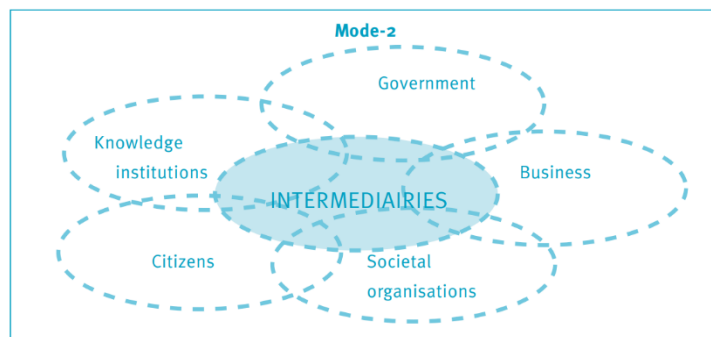 Mode-2
Government
Knowledge
institutions
Business
INTERMEDIAIRIES
Citizens
Societal
organisations